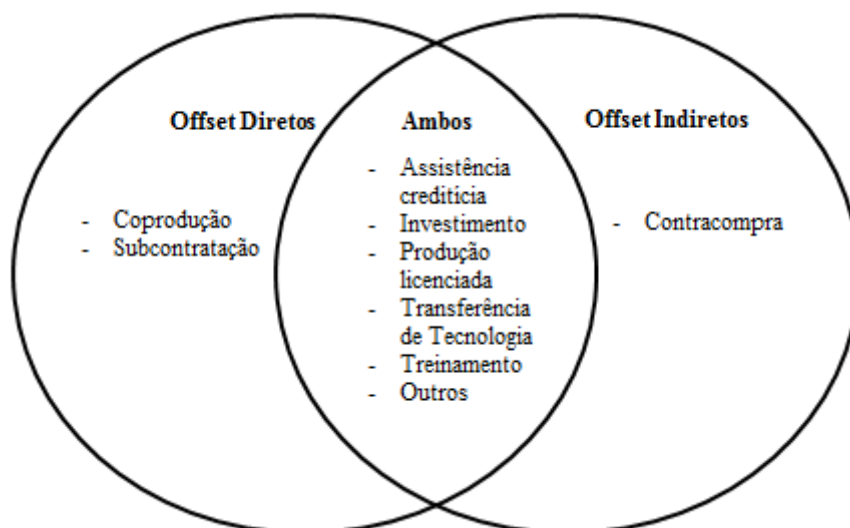 Offset Diretos
- Coprodução
- Subcontratação
Ambos
- Assistência
creditícia
- Investimento
- Produção
licenciada
- Transferência
de Tecnologia
- Treinamento
- Outros
Offset Indiretos
- Contracompra